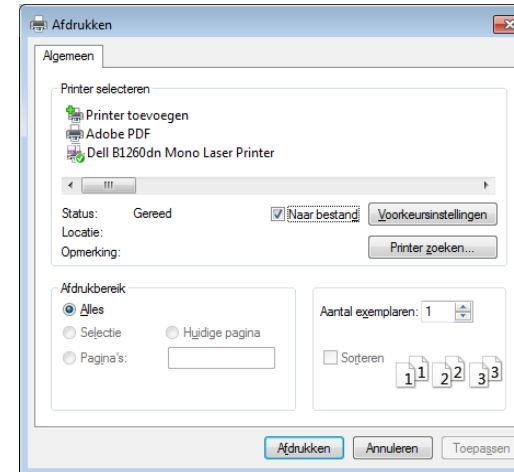 Afdrukken
Algemeen
Printer selecteren
Printer toevoegen
Adobe PDF
Dell B1260dn Mono Laser Printer
Status: Gereed
Naar bestand
Voorkeursinstellingen
Locatie:
Opmerking:
Printer zoeken...
Afdrukbereik
Alles
Selectie
Huidige pagina
Pagina's:
Aantal exemplaren: 1
Sorteren
1 1 2 2 3 3
Afdrukken
Annuleren
Toepassen